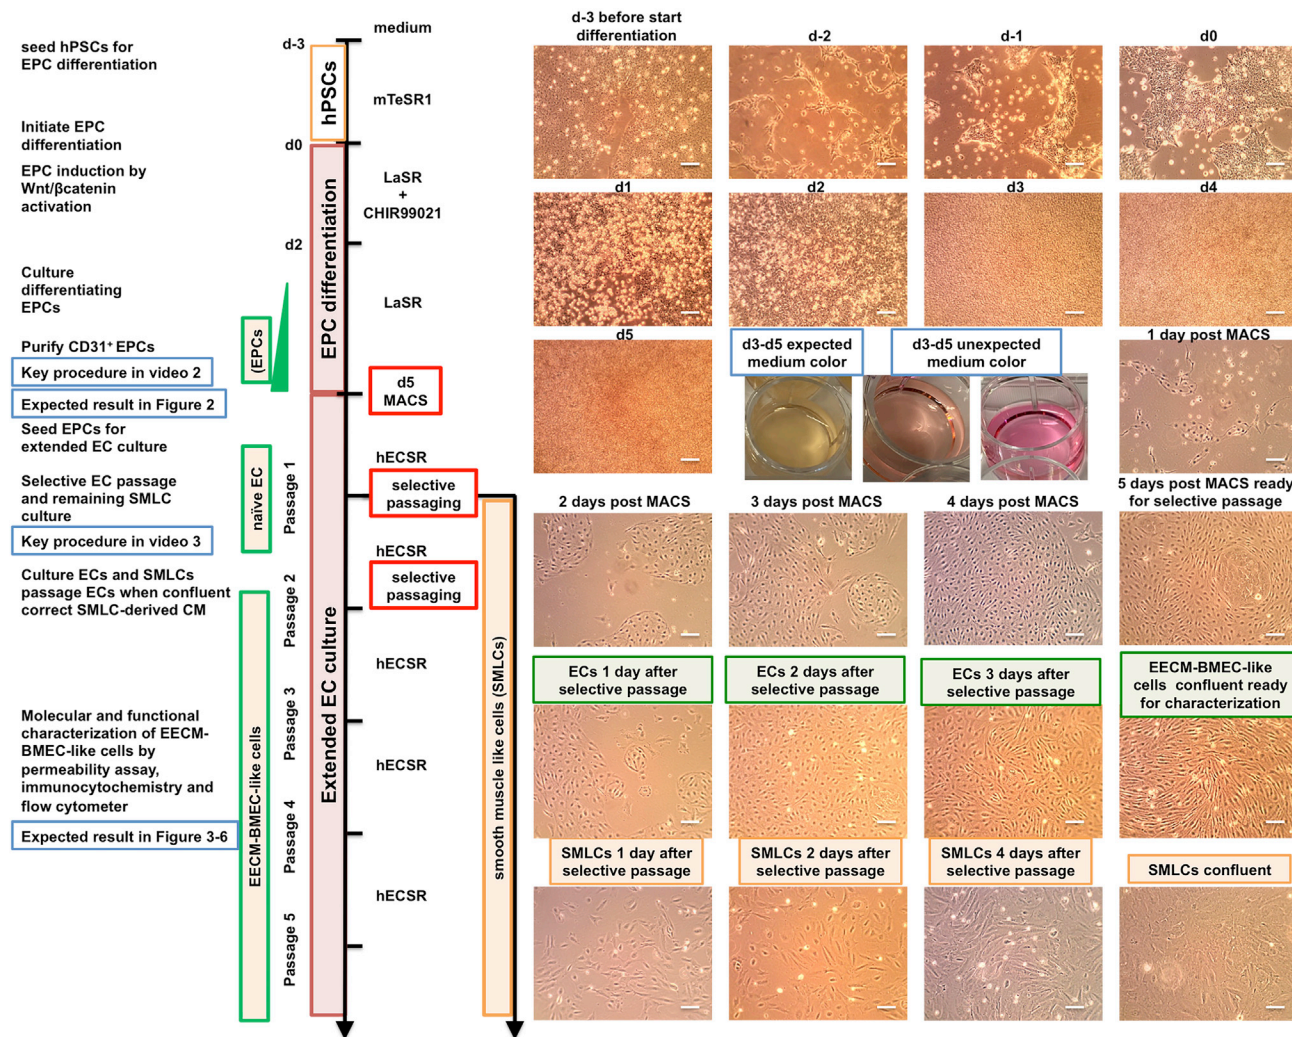 seed hPSCs for
EPC differentiation
Initiate EPC
differentiation
EPC induction by
Wnt/βcatenin
activation
Culture
differentiating
EPCs
Purify CD31⁺ EPCs
Key procedure in video 2
Expected result in Figure 2
Seed EPCs for
extended EC culture
Selective EC passage
and remaining SMLC
culture
Key procedure in video 3
Culture ECs and SMLCs
passage ECs when confluent
correct SMLC-derived CM
Molecular and functional
characterization of EECM-
BMEC-like cells by
permeability assay,
immunocytochemistry and
flow cytometer
Expected result in Figure 3-6
(EPCs
naïve EC
EECM-BMEC-like cells
d-3
d0
d2
Passage 1
Passage 2
Passage 3
Passage 4
Passage 5
hPSCs
EPC differentiation
Extended EC culture
medium
mTeSR1
LaSR
+
CHIR99021
LaSR
d5
MACS
hECSR
selective
passaging
hECSR
selective
passaging
hECSR
hECSR
hECSR
smooth muscle like cells (SMLCs)
d-3 before start
differentiation
d-2
d-1
d0
d1
d2
d3
d4
d5
d3-d5 expected
medium color
d3-d5 unexpected
medium color
1 day post MACS
2 days post MACS
3 days post MACS
4 days post MACS
5 days post MACS ready
for selective passage
ECs 1 day after
selective passage
ECs 2 days after
selective passage
ECs 3 days after
selective passage
EECM-BMEC-like
cells confluent ready
for characterization
SMLCs 1 day after
selective passage
SMLCs 2 days after
selective passage
SMLCs 4 days after
selective passage
SMLCs confluent